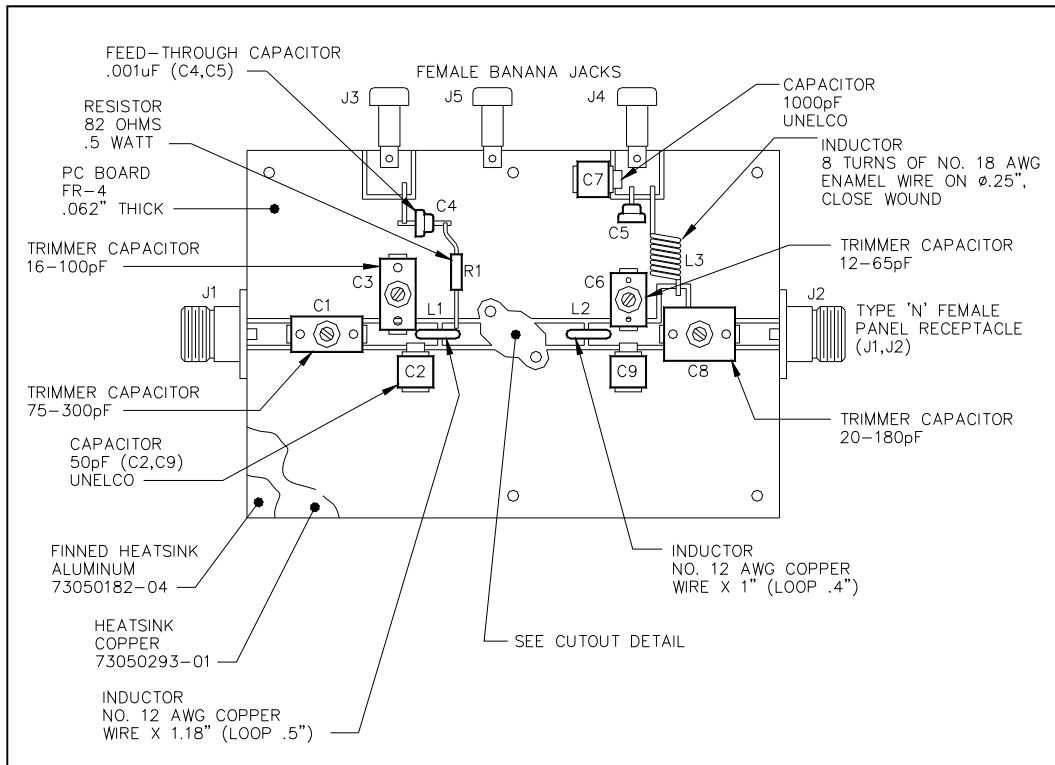 FEED-THROUGH CAPACITOR
.001uF (C4,C5)
FEMALE BANANA JACKS
J3
J5
J4
CAPACITOR
1000pF
UNELCO
RESISTOR
82 OHMS
.5 WATT
INDUCTOR
8 TURNS OF NO. 18 AWG
ENAMEL WIRE ON ø.25",
CLOSE WOUND
PC BOARD
FR-4
.062" THICK
C7
C4
C5
TRIMMER CAPACITOR
16-100pF
C3
R1
C6
L3
TRIMMER CAPACITOR
12-65pF
J1
C1
L1
L2
J2
TYPE 'N' FEMALE
PANEL RECEPTACLE
(J1,J2)
C2
C9
C8
TRIMMER CAPACITOR
75-300pF
TRIMMER CAPACITOR
20-180pF
CAPACITOR
50pF (C2,C9)
UNELCO
FINNED HEATSINK
ALUMINUM
73050182-04
INDUCTOR
NO. 12 AWG COPPER
WIRE X 1" (LOOP .4")
HEATSINK
COPPER
73050293-01
SEE CUTOUT DETAIL
INDUCTOR
NO. 12 AWG COPPER
WIRE X 1.18" (LOOP .5")